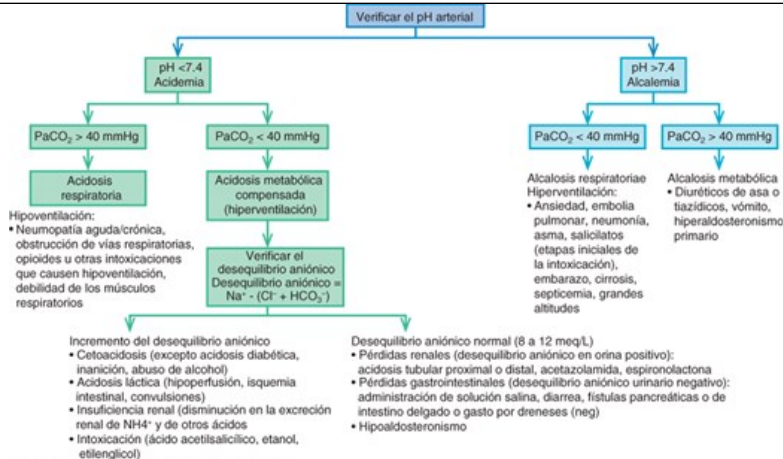 Verificar el pH arterial
pH <7.4
Acidemia
pH >7.4
Alcalemia
PaCO₂ > 40 mmHg
PaCO₂ < 40 mmHg
PaCO₂ < 40 mmHg
PaCO₂ > 40 mmHg
Acidosis
respiratoria
Hipoventilación:
• Neumopatía aguda/crónica,
obstrucción de vías respiratorias,
opioides u otras intoxicaciones
que causen hipoventilación,
debilidad de los músculos
respiratorios
Acidosis metabólica
compensada
(hiperventilación)
Verificar el
desequilibrio aniónico
Desequilibrio aniónico =
Na⁺ - (Cl⁻ + HCO₃⁻)
Alcalosis respiratoriae
Hiperventilación:
• Ansiedad, embolia
pulmonar, neumonía,
asma, salicilatos
(etapas iniciales de
la intoxicación),
embarazo, cirrosis,
septicemia, grandes
altitudes
Alcalosis metabólica
• Diuréticos de asa o
tiazídicos, vómito,
hiperaldosteronismo
primario
Incremento del desequilibrio aniónico
• Cetoacidosis (excepto acidosis diabética,
inanición, abuso de alcohol)
• Acidosis láctica (hipoperfusión, isquemia
intestinal, convulsiones)
• Insuficiencia renal (disminución en la excreción
renal de NH4⁺ y de otros ácidos
• Intoxicación (ácido acetilsalicílico, etanol,
etilenglicol)
Desequilibrio aniónico normal (8 a 12 meq/L)
• Pérdidas renales (desequilibrio aniónico en orina positivo):
acidosis tubular proximal o distal, acetazolamida, espironolactona
• Pérdidas gastrointestinales (desequilibrio aniónico urinario negativo):
administración de solución salina, diarrea, fístulas pancreáticas o de
intestino delgado o gasto por drenes (neg)
• Hipoaldosteronismo